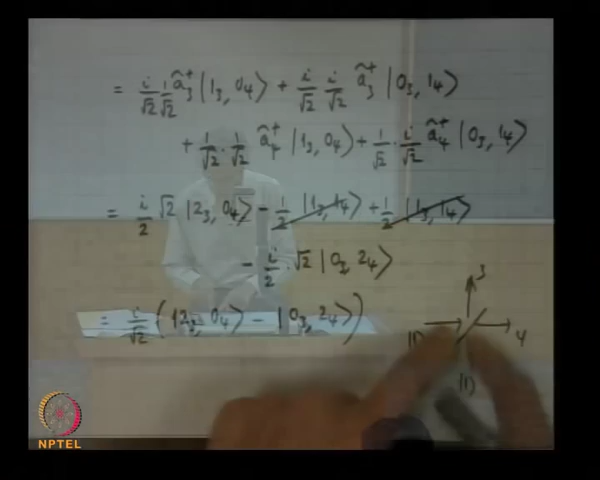 = i/√2 1/√2 â₃† |1₃, 0₄⟩ + i/√2 i/√2 â₃† |0₃, 1₄⟩
+ 1/√2 · 1/√2 â₄† |1₃, 0₄⟩ + 1/√2 · i/√2 â₄† |0₃, 1₄⟩
= i/2 √2 |2₃, 0₄⟩ - 1/2 |1₃, 1₄⟩ + 1/2 |1₃, 1₄⟩
- i/2 · √2 |0₃ 2₄⟩
= i/√2 (|2₃, 0₄⟩ - |0₃, 2₄⟩)
3
|1⟩ 4
|1⟩
NPTEL